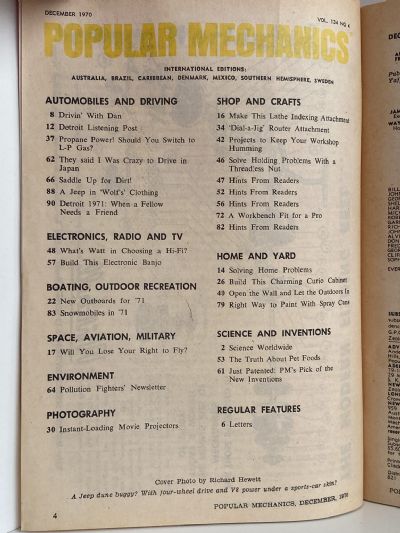 DECEMBER 1970
VOL. 134 NO 6
POPULAR MECHANICS
INTERNATIONAL EDITIONS:
AUSTRALIA, BRAZIL, CARIBBEAN, DENMARK, MEXICO, SOUTHERN HEMISPHERE, SWEDEN
AUTOMOBILES AND DRIVING
8 Drivin' With Dan
12 Detroit Listening Post
37 Propane Power! Should You Switch to
L-P Gas?
62 They said I Was Crazy to Drive in
Japan
66 Saddle Up for Dirt!
88 A Jeep in 'Wolf's' Clothing
90 Detroit 1971: When a Fellow
Needs a Friend
ELECTRONICS, RADIO AND TV
48 What's Watt in Choosing a Hi-Fi?
57 Build This Electronic Banjo
BOATING, OUTDOOR RECREATION
22 New Outboards for '71
83 Snowmobiles in '71
SPACE, AVIATION, MILITARY
17 Will You Lose Your Right to Fly?
ENVIRONMENT
64 Pollution Fighters' Newsletter
PHOTOGRAPHY
30 Instant-Loading Movie Projectors
SHOP AND CRAFTS
16 Make This Lathe Indexing Attachment
34 'Dial-a-Jig' Router Attachment
42 Projects to Keep Your Workshop
Humming
46 Solve Holding Problems With a
Threadless Nut
47 Hints From Readers
52 Hints From Readers
56 Hints From Readers
72 A Workbench Fit for a Pro
82 Hints From Readers
HOME AND YARD
14 Solving Home Problems
26 Build This Charming Curio Cabinet
40 Open the Wall and Let the Outdoors In
79 Right Way to Paint With Spray Cans
SCIENCE AND INVENTIONS
2 Science Worldwide
53 The Truth About Pet Foods
61 Just Patented: PM's Pick of the
New Inventions
REGULAR FEATURES
6 Letters
Cover Photo by Richard Hewett
A Jeep dune buggy? With four-wheel drive and V8 power under a sports-car skin?
4
POPULAR MECHANICS, DECEMBER, 1970